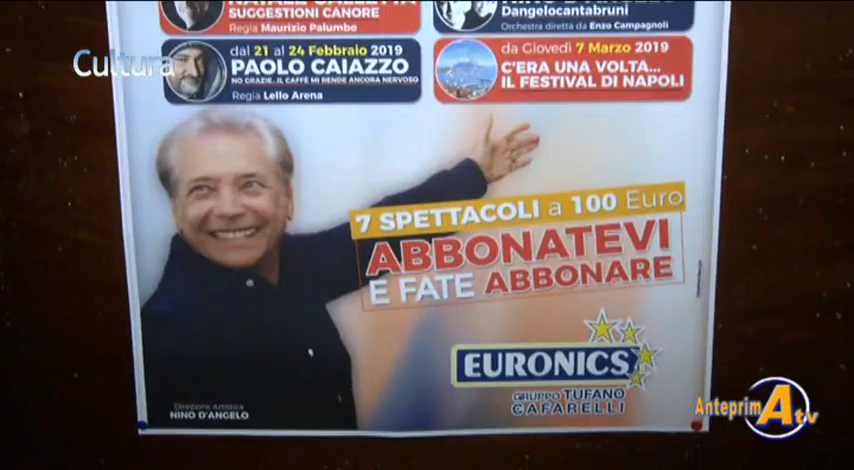 SUGGESTIONI CANORE
Regia Maurizio Palumbo
Dangelocantabruni
Orchestra diretta da Enzo Campagnoli
Cultura
dal 21 al 24 Febbraio 2019
PAOLO CAIAZZO
NO GRAZIE...IL CAFFÈ MI RENDE ANCORA NERVOSO
Regia Lello Arena
da Giovedì 7 Marzo 2019
C'ERA UNA VOLTA...
IL FESTIVAL DI NAPOLI
7 SPETTACOLI a 100 Euro
ABBONATEVI
E FATE ABBONARE
EURONICS
GRUPPO TUFANO
CAFARELLI
Direzione Artistica
NINO D'ANGELO
AnteprimA tv